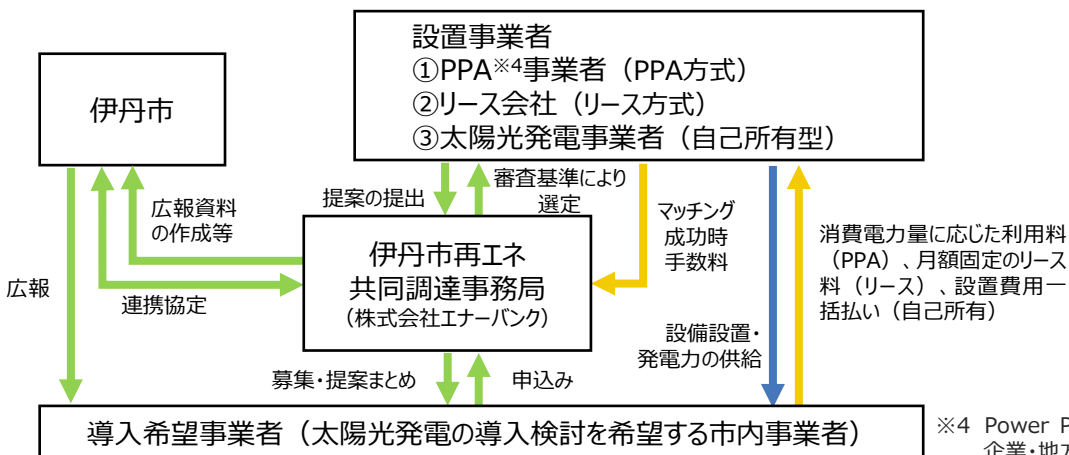 設置事業者
①PPA※4事業者（PPA方式）
②リース会社（リース方式）
③太陽光発電事業者（自己所有型）
伊丹市
提案の提出
審査基準により
選定
広報資料
の作成等
マッチング
成功時
手数料
消費電力量に応じた利用料
（PPA）、月額固定のリース
料（リース）、設置費用一
括払い（自己所有）
伊丹市再エネ
共同調達事務局
（株式会社エナーバンク）
広報
連携協定
設備設置・
発電力の供給
募集・提案まとめ
申込み
導入希望事業者（太陽光発電の導入検討を希望する市内事業者）
※4 Power P
企業・地方